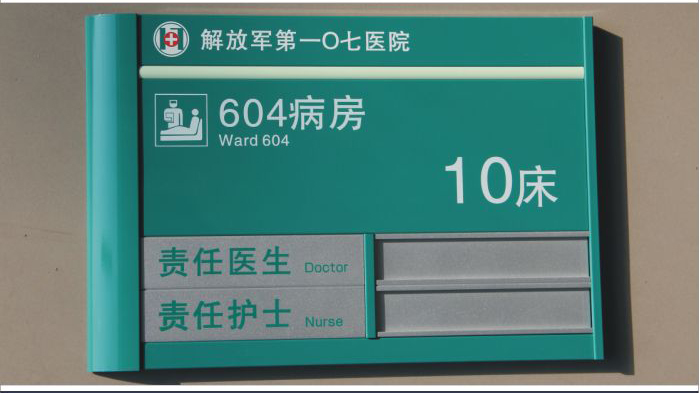 解放军第一〇七医院
604病房
Ward 604
10床
责任医生 Doctor
责任护士 Nurse